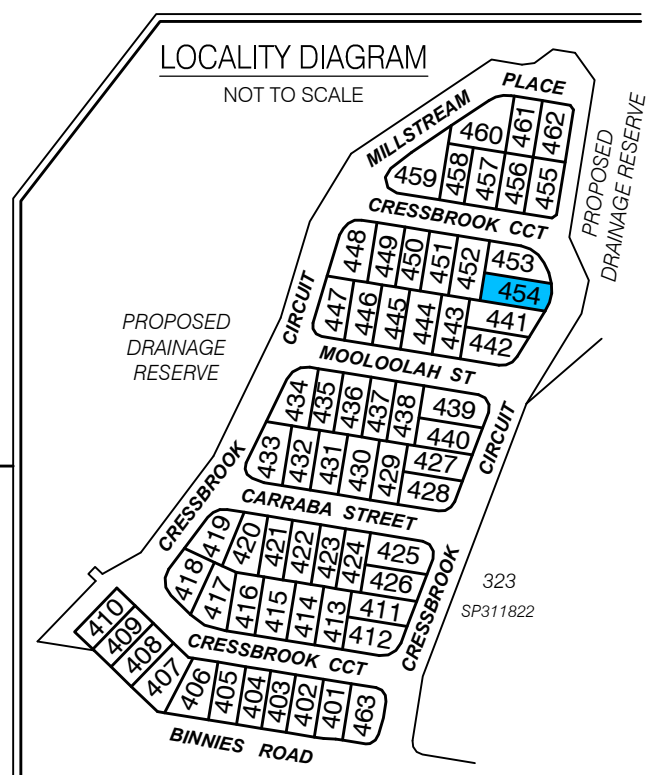 LOCALITY DIAGRAM
NOT TO SCALE
MILLSTREAM PLACE
460 461 462
459 458 457 456 455
PROPOSED
DRAINAGE RESERVE
CRESSBROOK CCT
448 449 450 451 452 453
454
447 446 445 444 443 441
442
CIRCUIT
PROPOSED
DRAINAGE
RESERVE
MOOLOOLAH ST
434 435 436 437 438 439
440
433 432 431 430 429 427
428
CIRCUIT
CRESSBROOK
CARRABA STREET
419 420 421 422 423 424 425
426
418 417 416 415 414 413 411
412
CRESSBROOK
323
SP311822
CRESSBROOK CCT
410
409
408
407
406 405 404 403 402 401 463
BINNIES ROAD